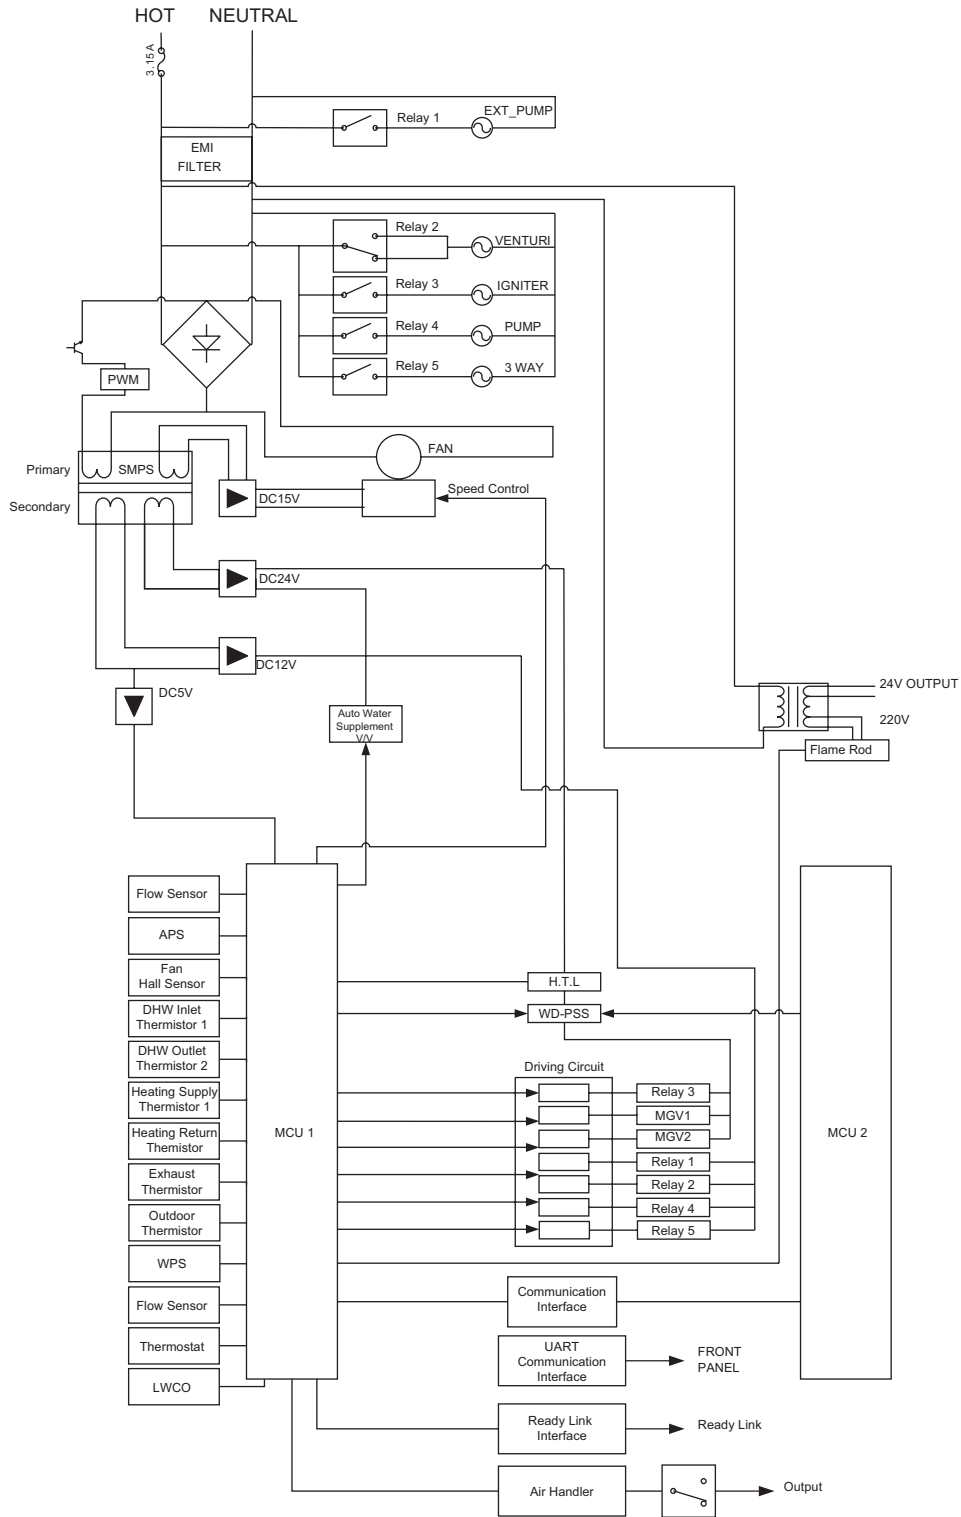 HOT
NEUTRAL
3.15A
EXT_PUMP
Relay 1
EMI
FILTER
Relay 2
VENTURI
Relay 3
IGNITER
Relay 4
PUMP
Relay 5
3 WAY
PWM
FAN
Primary
SMPS
Secondary
Speed Control
DC15V
DC24V
DC12V
DC5V
24V OUTPUT
220V
Flame Rod
Auto Water
Supplement
V/V
Flow Sensor
APS
Fan
Hall Sensor
DHW Inlet
Thermistor 1
DHW Outlet
Thermistor 2
Heating Supply
Thermistor 1
Heating Return
Themistor
Exhaust
Thermistor
Outdoor
Thermistor
WPS
Flow Sensor
Thermostat
LWCO
MCU 1
H.T.L
WD-PSS
Driving Circuit
Relay 3
MGV1
MGV2
Relay 1
Relay 2
Relay 4
Relay 5
MCU 2
Communication
Interface
UART
Communication
Interface
FRONT
PANEL
Ready Link
Interface
Ready Link
Air Handler
Output